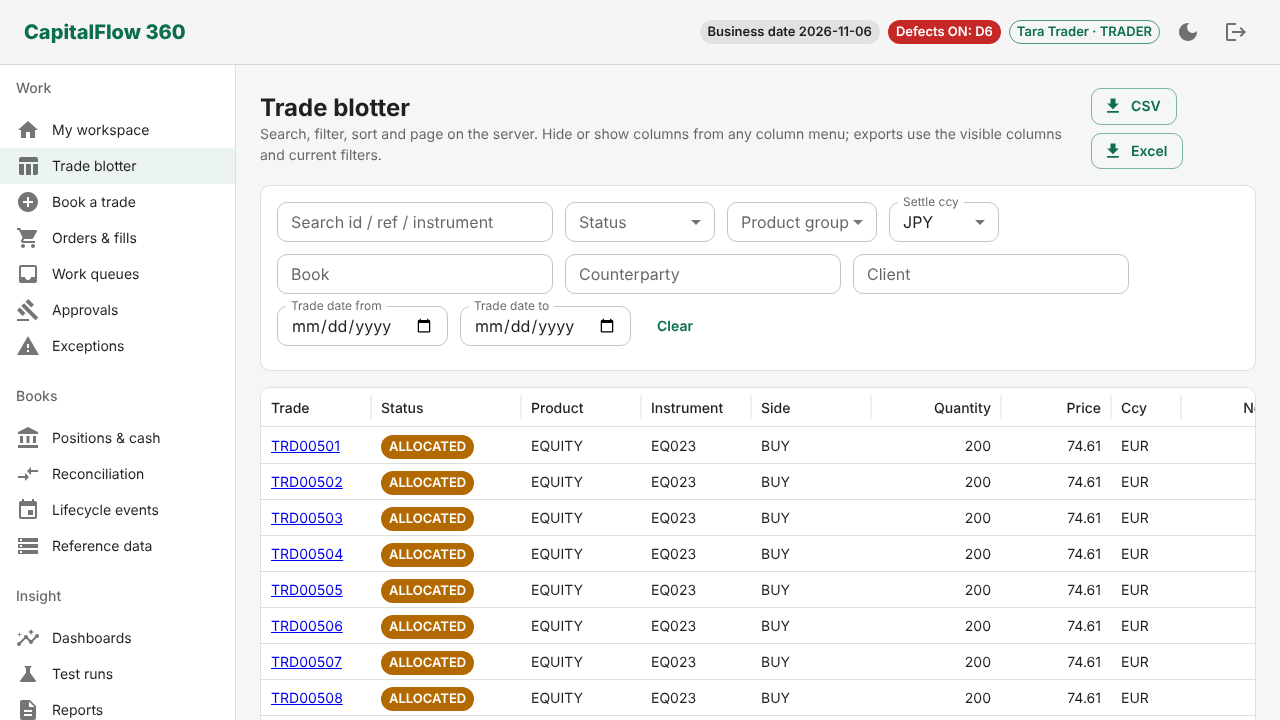 CapitalFlow 360
Business date 2026-11-06
Defects ON: D6
Tara Trader · TRADER
Work
My workspace
Trade blotter
Book a trade
Orders & fills
Work queues
Approvals
Exceptions
Books
Positions & cash
Reconciliation
Lifecycle events
Reference data
Insight
Dashboards
Test runs
Reports
Trade blotter
Search, filter, sort and page on the server. Hide or show columns from any column menu; exports use the visible columns
and current filters.
CSV
Excel
Search id / ref / instrument
Status
Product group
Settle ccy
JPY
Book
Counterparty
Client
Trade date from
mm/dd/yyyy
Trade date to
mm/dd/yyyy
Clear
Trade Status Product Instrument Side Quantity Price Ccy
TRD00501 ALLOCATED EQUITY EQ023 BUY 200 74.61 EUR
TRD00502 ALLOCATED EQUITY EQ023 BUY 200 74.61 EUR
TRD00503 ALLOCATED EQUITY EQ023 BUY 200 74.61 EUR
TRD00504 ALLOCATED EQUITY EQ023 BUY 200 74.61 EUR
TRD00505 ALLOCATED EQUITY EQ023 BUY 200 74.61 EUR
TRD00506 ALLOCATED EQUITY EQ023 BUY 200 74.61 EUR
TRD00507 ALLOCATED EQUITY EQ023 BUY 200 74.61 EUR
TRD00508 ALLOCATED EQUITY EQ023 BUY 200 74.61 EUR